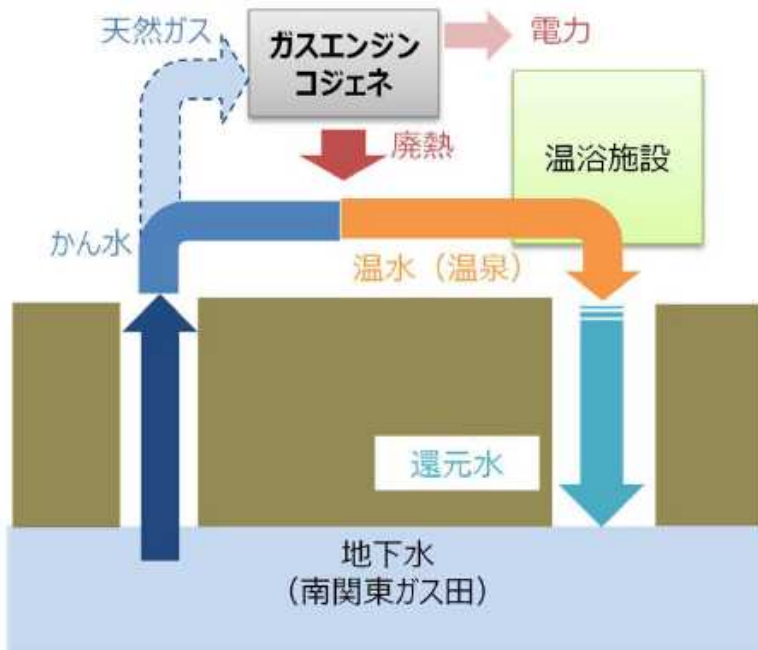 天然ガス
ガスエンジン
コジェネ
電力
廃熱
温浴施設
かん水
温水（温泉）
還元水
地下水
（南関東ガス田）